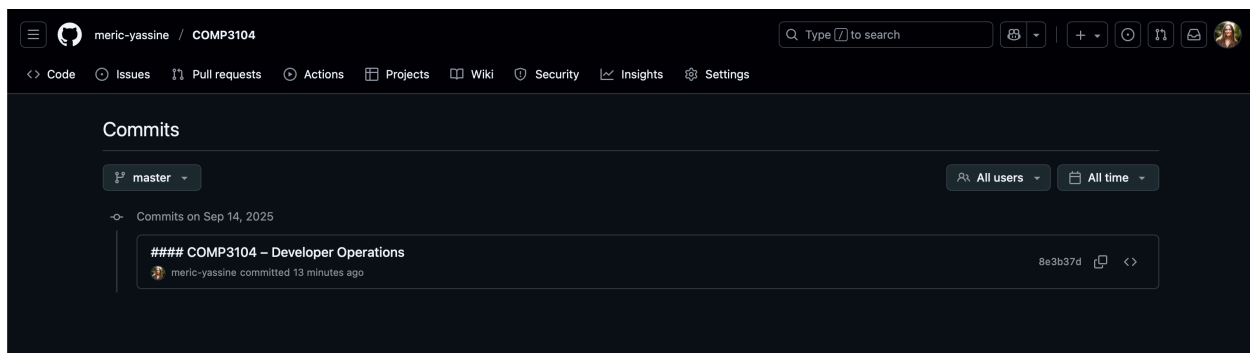 meric-yassine / COMP3104
Type / to search
Code Issues Pull requests Actions Projects Wiki Security Insights Settings
Commits
master
All users All time
Commits on Sep 14, 2025
#### COMP3104 – Developer Operations
meric-yassine committed 13 minutes ago
8e3b37d